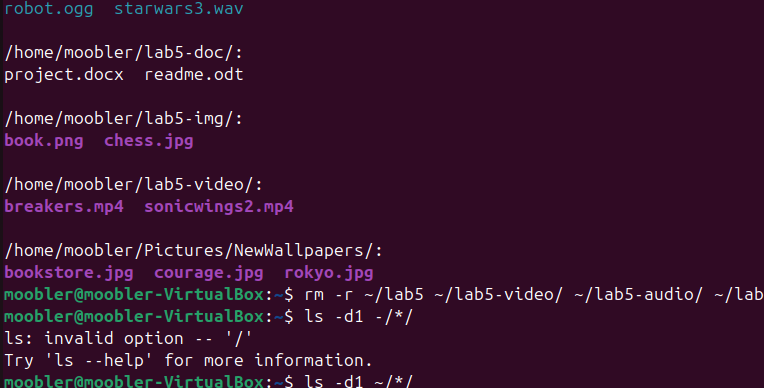 robot.ogg  starwars3.wav
/home/moobler/lab5-doc/:
project.docx  readme.odt
/home/moobler/lab5-img/:
book.png  chess.jpg
/home/moobler/lab5-video/:
breakers.mp4  sonicwings2.mp4
/home/moobler/Pictures/NewWallpapers/:
bookstore.jpg  courage.jpg  rokyo.jpg
moobler@moobler-VirtualBox:~$ rm -r ~/lab5 ~/lab5-video/ ~/lab5-audio/ ~/lab
moobler@moobler-VirtualBox:~$ ls -d1 -/*/
ls: invalid option -- '/'
Try 'ls --help' for more information.
moobler@moobler-VirtualBox:~$ ls -d1 ~/*/